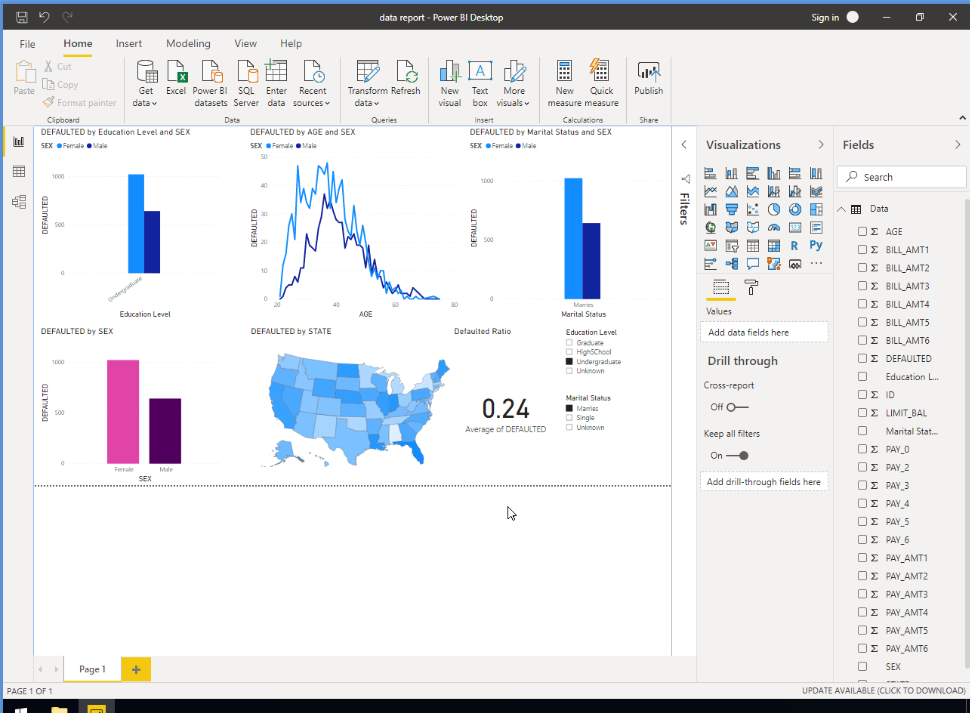 data report - Power BI Desktop
Sign in
File
Home
Insert
Modeling
View
Help
Paste
Cut
Copy
Format painter
Clipboard
Get
data
Excel
Power BI
datasets
SQL
Server
Enter
data
Recent
sources
Data
Transform
data
Refresh
Queries
New
visual
Text
box
More
visuals
Insert
New
measure
Quick
measure
Calculations
Publish
Share
DEFAULTED by Education Level and SEX
SEX Female Male
1000
500
0
DEFAULTED
Undergraduate
Education Level
DEFAULTED by AGE and SEX
SEX Female Male
50
40
30
20
10
0
DEFAULTED
20 40 60 80
AGE
DEFAULTED by Marital Status and SEX
SEX Female Male
1000
500
0
DEFAULTED
Marries
Marital Status
DEFAULTED by SEX
1000
500
0
DEFAULTED
Female Male
SEX
DEFAULTED by STATE
Defaulted Ratio
0.24
Average of DEFAULTED
Education Level
Graduate
HighSChool
Undergraduate
Unknown
Marital Status
Marries
Single
Unknown
Filters
Visualizations
R
Py
Values
Add data fields here
Drill through
Cross-report
Off
Keep all filters
On
Add drill-through fields here
Fields
Search
Data
Σ AGE
Σ BILL_AMT1
Σ BILL_AMT2
Σ BILL_AMT3
Σ BILL_AMT4
Σ BILL_AMT5
Σ BILL_AMT6
Σ DEFAULTED
Education L...
Σ ID
Σ LIMIT_BAL
Marital Stat...
Σ PAY_0
Σ PAY_2
Σ PAY_3
Σ PAY_4
Σ PAY_5
Σ PAY_6
Σ PAY_AMT1
Σ PAY_AMT2
Σ PAY_AMT3
Σ PAY_AMT4
Σ PAY_AMT5
Σ PAY_AMT6
SEX
Page 1
PAGE 1 OF 1
UPDATE AVAILABLE (CLICK TO DOWNLOAD)